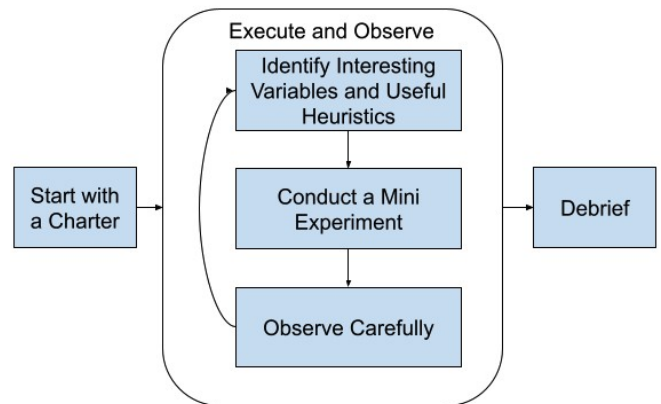 Execute and Observe
Identify Interesting
Variables and Useful
Heuristics
Start with
a Charter
Conduct a Mini
Experiment
Debrief
Observe Carefully